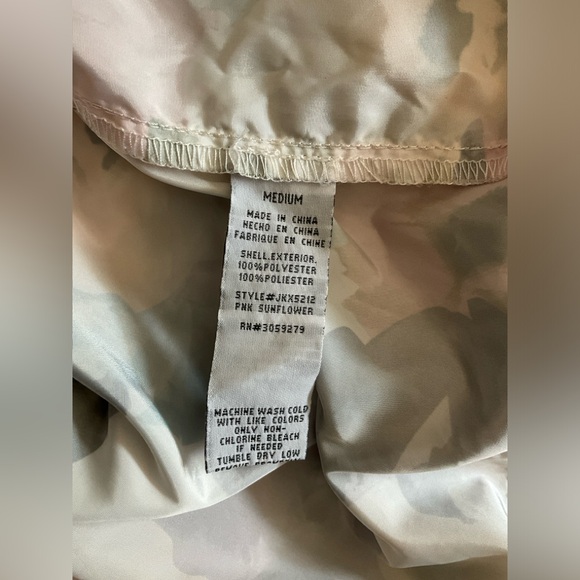 MEDIUM
MADE IN CHINA
HECHO EN CHINA
FABRIQUE EN CHINE
SHELL.EXTERIOR.
100%POLYESTER
100%POLIESTER
STYLE#JKX5212
PNK SUNFLOWER
RN#3059279
MACHINE WASH COLD
WITH LIKE COLORS
ONLY NON-
CHLORINE BLEACH
IF NEEDED
TUMBLE DRY LOW